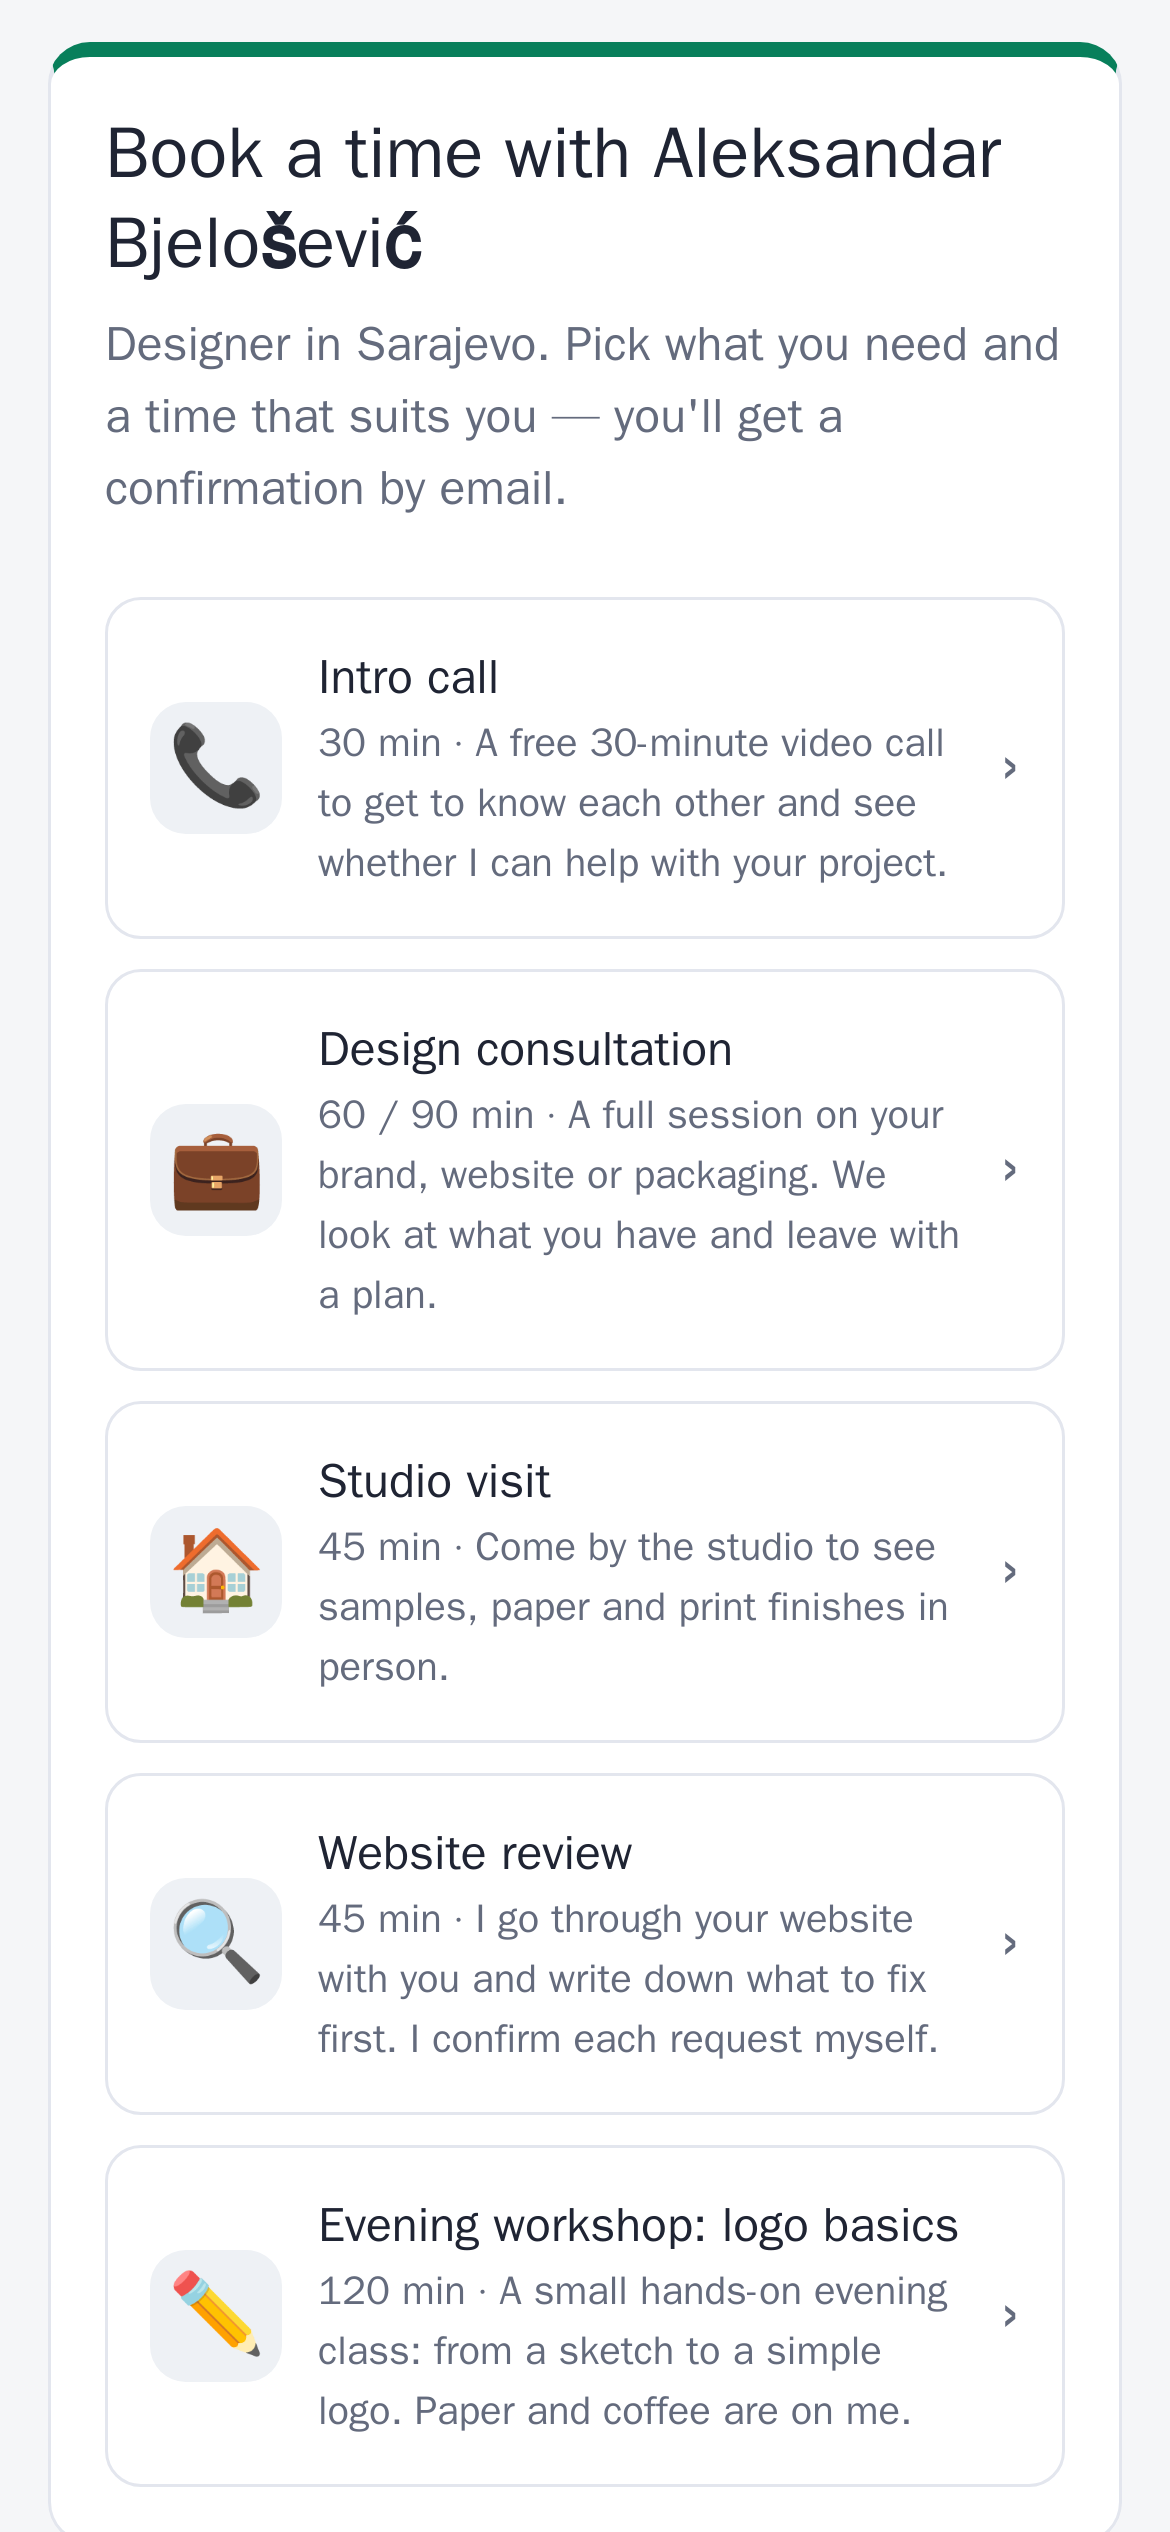 Book a time with Aleksandar
Bjelošević
Designer in Sarajevo. Pick what you need and
a time that suits you — you'll get a
confirmation by email.
Intro call
30 min · A free 30-minute video call
to get to know each other and see
whether I can help with your project.
›
Design consultation
60 / 90 min · A full session on your
brand, website or packaging. We
look at what you have and leave with
a plan.
›
Studio visit
45 min · Come by the studio to see
samples, paper and print finishes in
person.
›
Website review
45 min · I go through your website
with you and write down what to fix
first. I confirm each request myself.
›
Evening workshop: logo basics
120 min · A small hands-on evening
class: from a sketch to a simple
logo. Paper and coffee are on me.
›